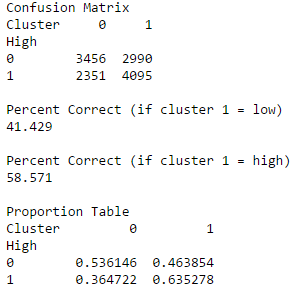 Confusion Matrix
Cluster 0 1
High
0 3456 2990
1 2351 4095
Percent Correct (if cluster 1 = low)
41.429
Percent Correct (if cluster 1 = high)
58.571
Proportion Table
Cluster 0 1
High
0 0.536146 0.463854
1 0.364722 0.635278